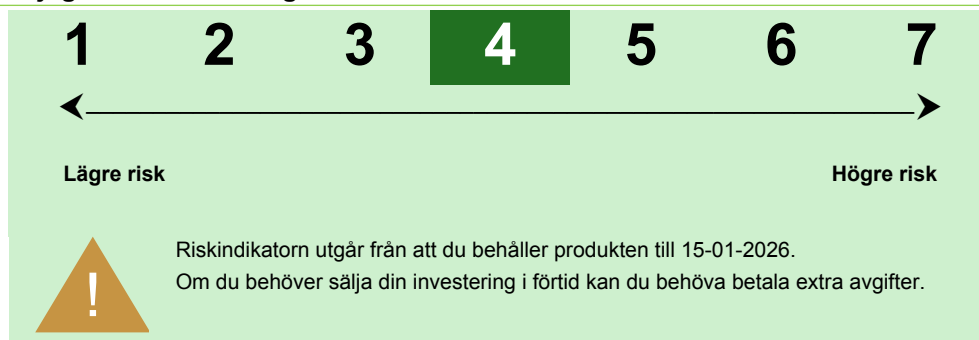 1 2 3 4 5 6 7
Lägre risk Högre risk
!
Riskindikatorn utgår från att du behåller produkten till 15-01-2026.
Om du behöver sälja din investering i förtid kan du behöva betala extra avgifter.